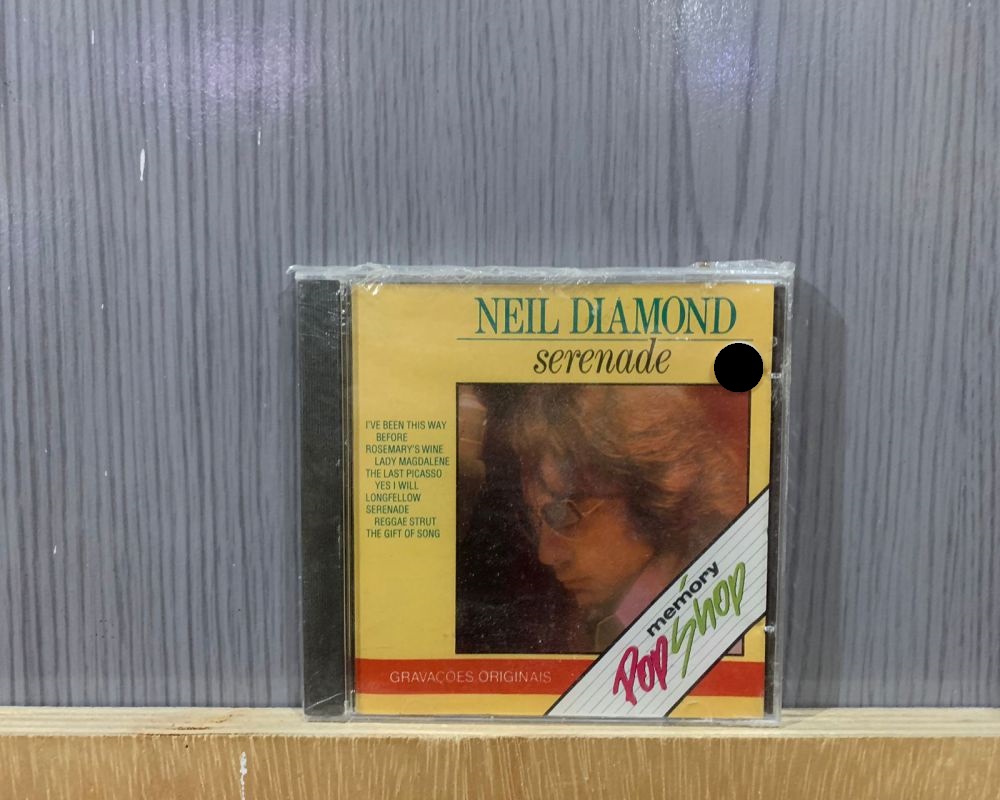 NEIL DIAMOND
serenade
I'VE BEEN THIS WAY
BEFORE
ROSEMARY'S WINE
LADY MAGDALENE
THE LAST PICASSO
YES I WILL
LONGFELLOW
SERENADE
REGGAE STRUT
THE GIFT OF SONG
memory
Pop Shop
GRAVAÇOES ORIGINAIS